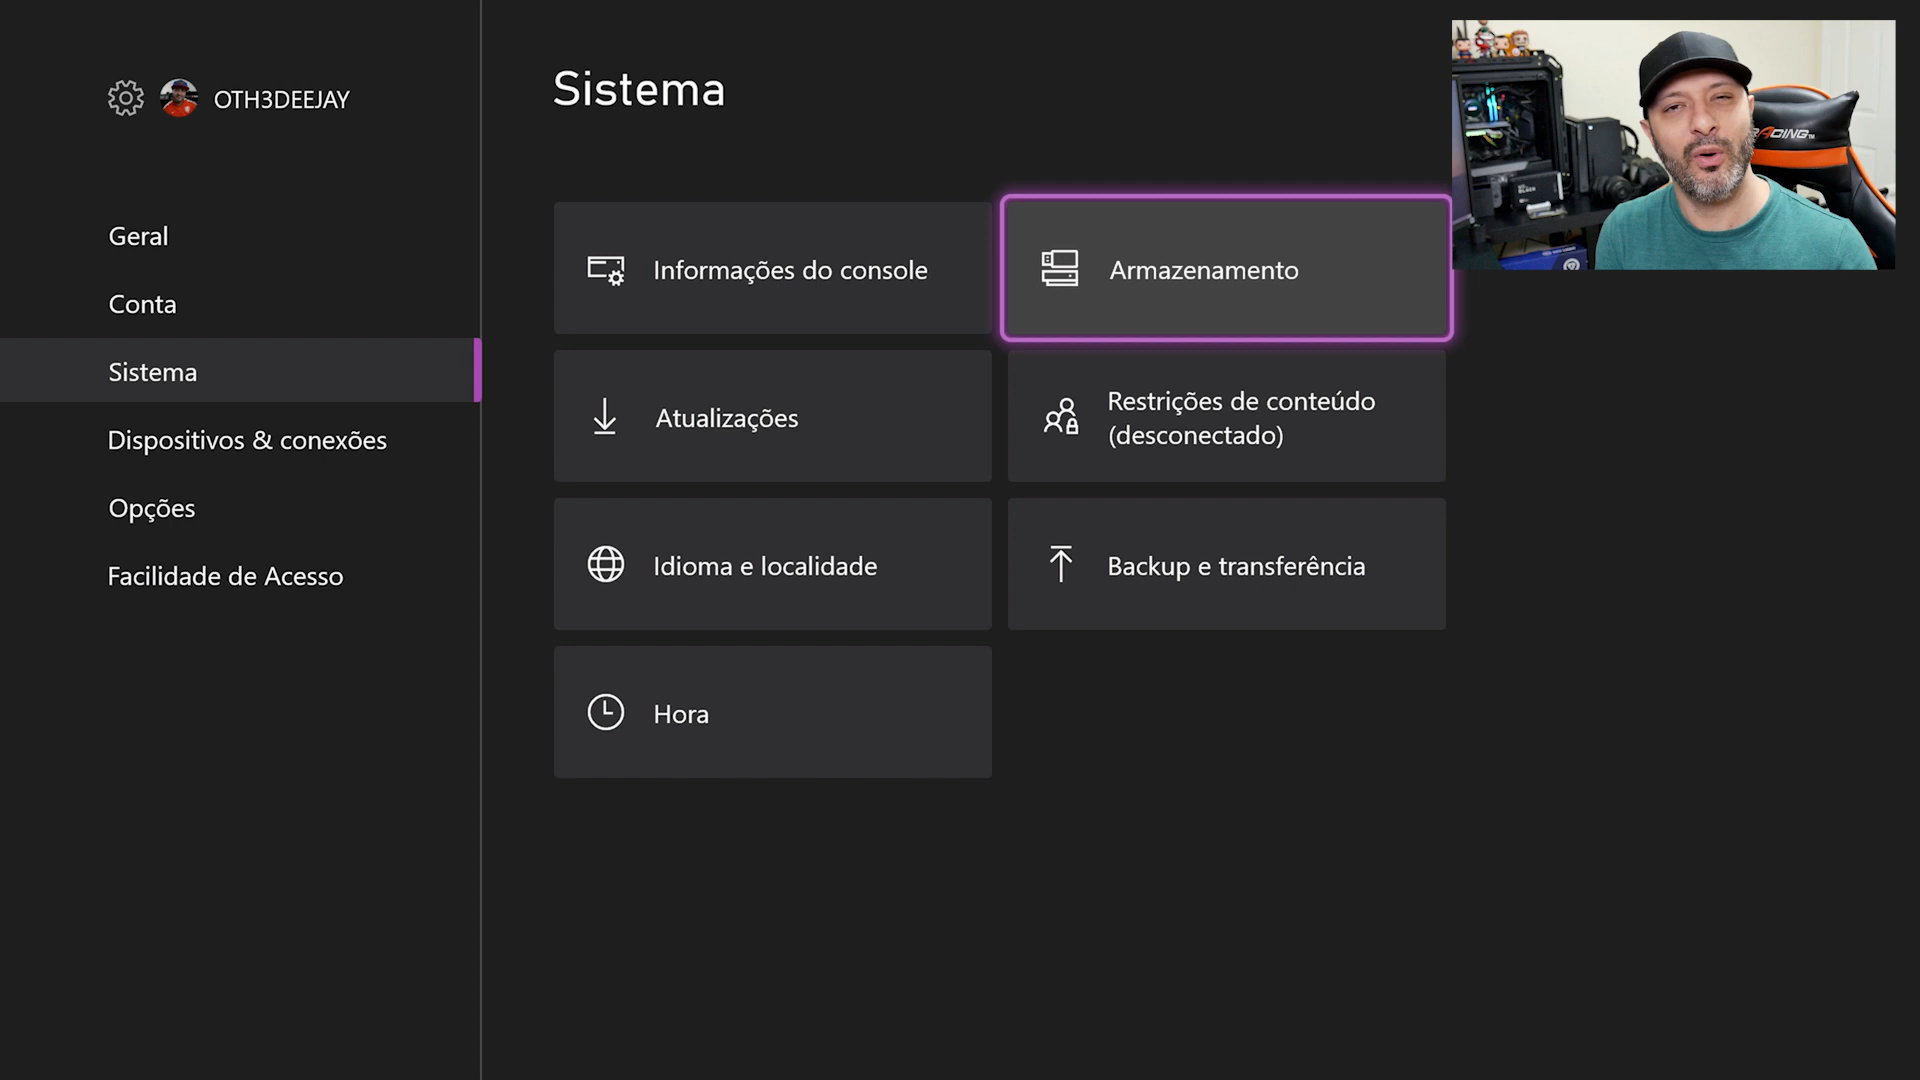 OTH3DEEJAY
Geral
Conta
Sistema
Dispositivos & conexões
Opções
Facilidade de Acesso
Sistema
Informações do console
Armazenamento
Atualizações
Restrições de conteúdo
(desconectado)
Idioma e localidade
Backup e transferência
Hora
RACING